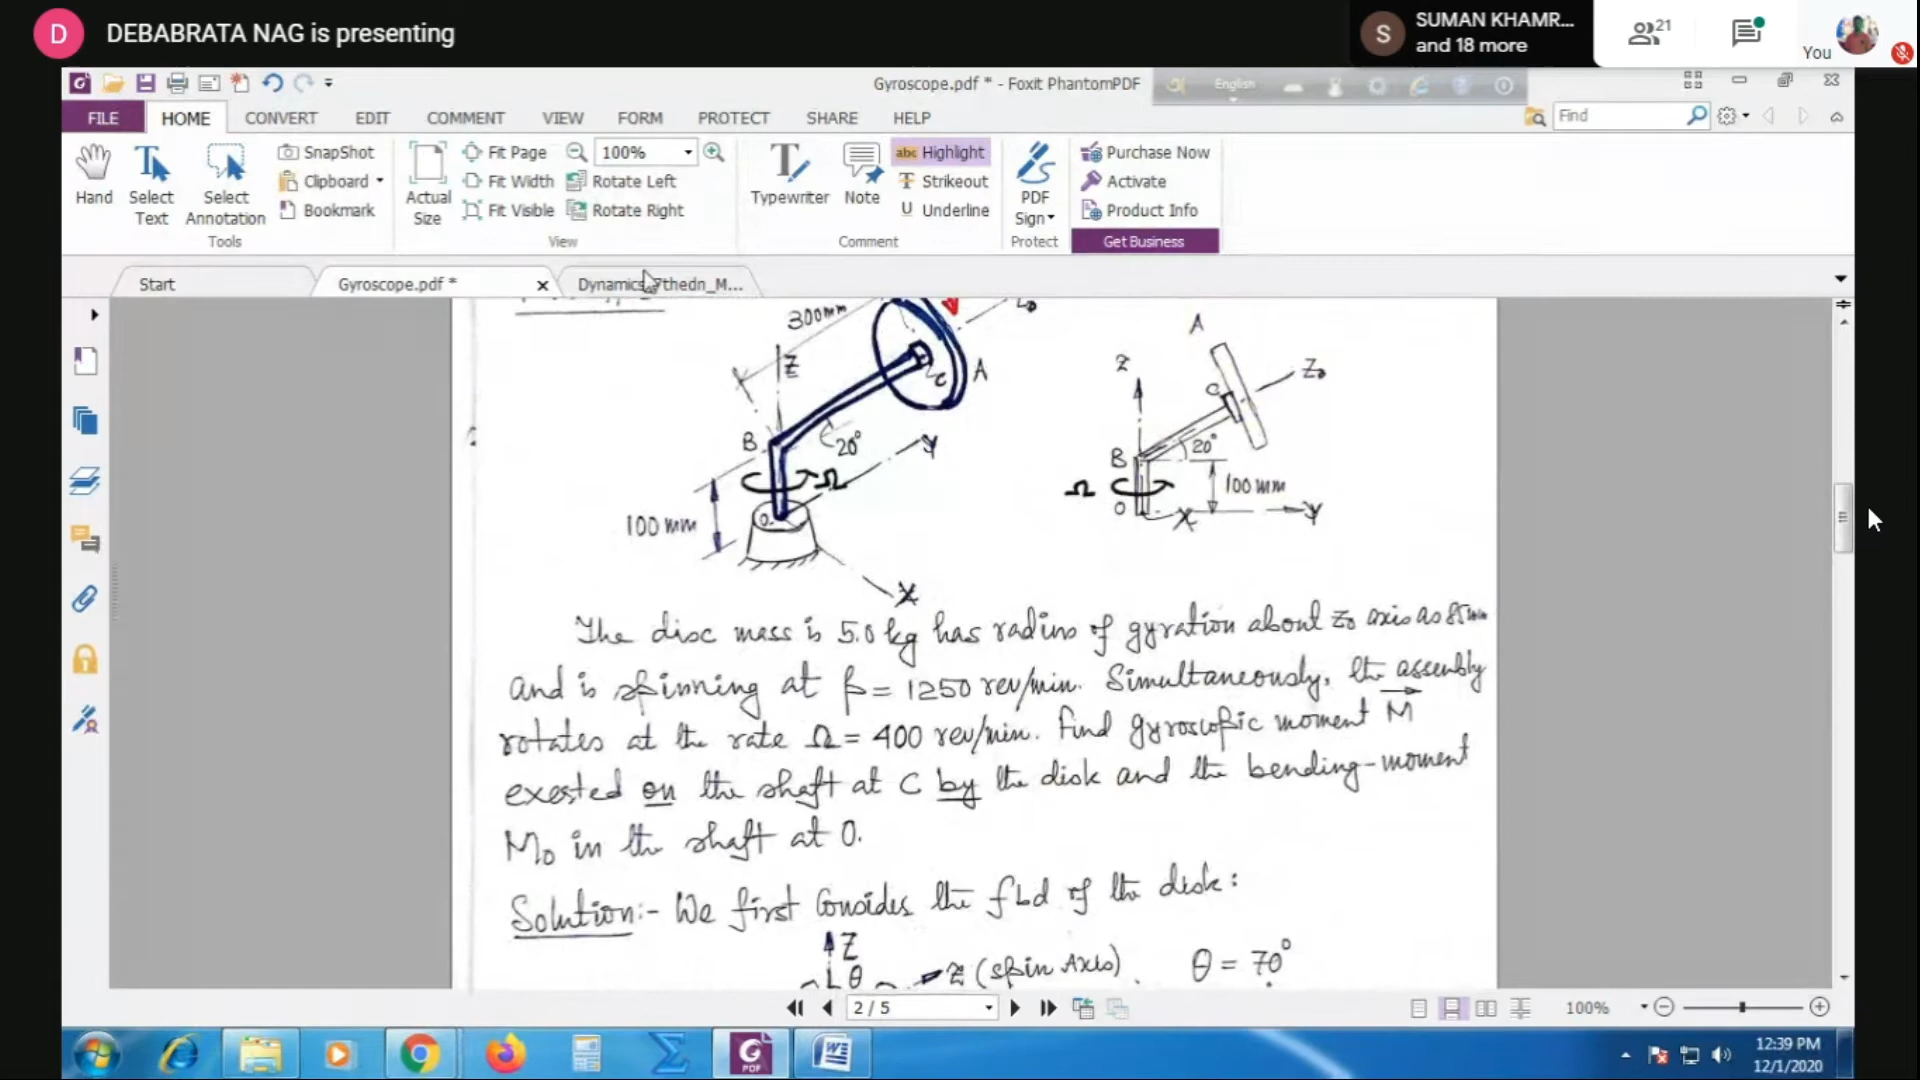 D DEBABRATA NAG is presenting
S SUMAN KHAMR...
and 18 more
21
You
Gyroscope.pdf * - Foxit PhantomPDF
English
FILE HOME CONVERT EDIT COMMENT VIEW FORM PROTECT SHARE HELP
Find
Hand
Select
Text
Select
Annotation
SnapShot
Clipboard
Bookmark
Tools
Actual
Size
Fit Page
Fit Width
Fit Visible
100%
Rotate Left
Rotate Right
View
Typewriter
Note
abc Highlight
T Strikeout
U Underline
Comment
PDF
Sign
Protect
Purchase Now
Activate
Product Info
Get Business
Start
Gyroscope.pdf *
Dynamics_7thedn_M...
300mm
Z
C
A
B
20°
Y
Ω
100 mm
O
X
A
Z
Z₀
C
B
20°
Ω
100 mm
O
X
Y
The disc mass is 5.0 kg has radius of gyration about Z₀ axis as 85mm
and is spinning at p = 1250 rev/min. Simultaneously, the assembly
rotates at the rate Ω = 400 rev/min. Find gyroscopic moment M
exerted on the shaft at C by the disk and the bending-moment
M₀ in the shaft at O.
Solution:- We first Consider the fbd of the disk:
Z
θ
z (spin Axis)
θ = 70°
2 / 5
100%
PDF
W
12:39 PM
12/1/2020